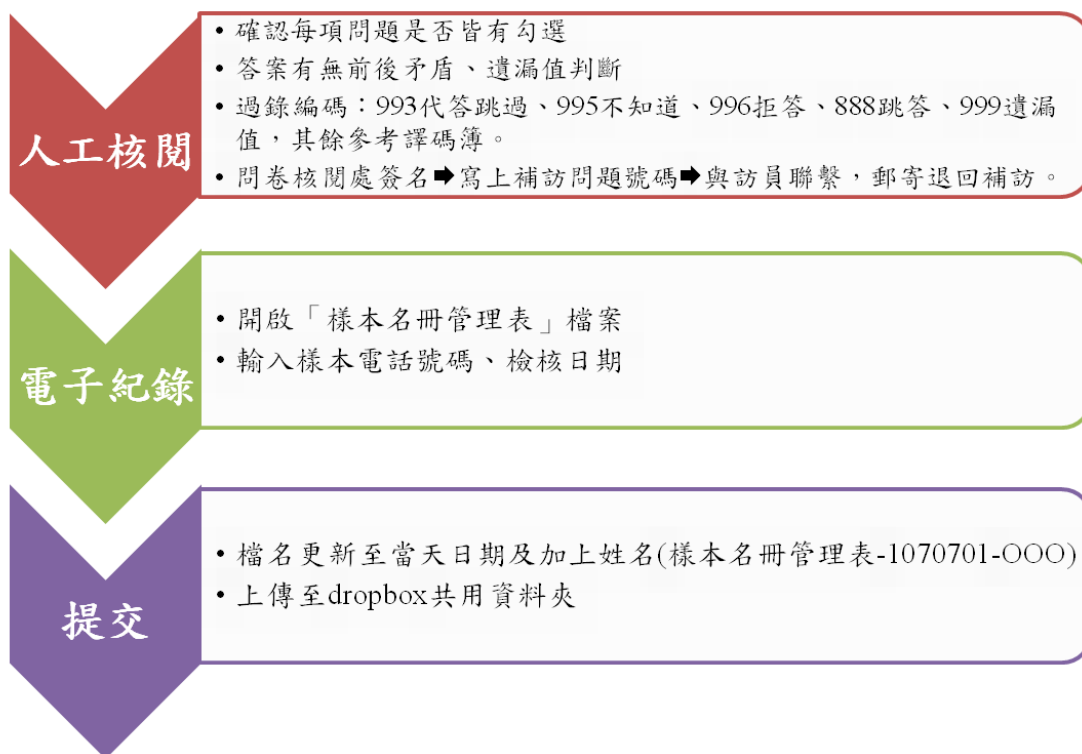 人工核閱
• 確認每項問題是否皆有勾選
• 答案有無前後矛盾、遺漏值判斷
• 過錄編碼：993代答跳過、995不知道、996拒答、888跳答、999遺漏
值，其餘參考譯碼簿。
• 問卷核閱處簽名➡寫上補訪問題號碼➡與訪員聯繫，郵寄退回補訪。
電子紀錄
• 開啟「樣本名冊管理表」檔案
• 輸入樣本電話號碼、檢核日期
提交
• 檔名更新至當天日期及加上姓名(樣本名冊管理表-1070701-OOO)
• 上傳至dropbox共用資料夾